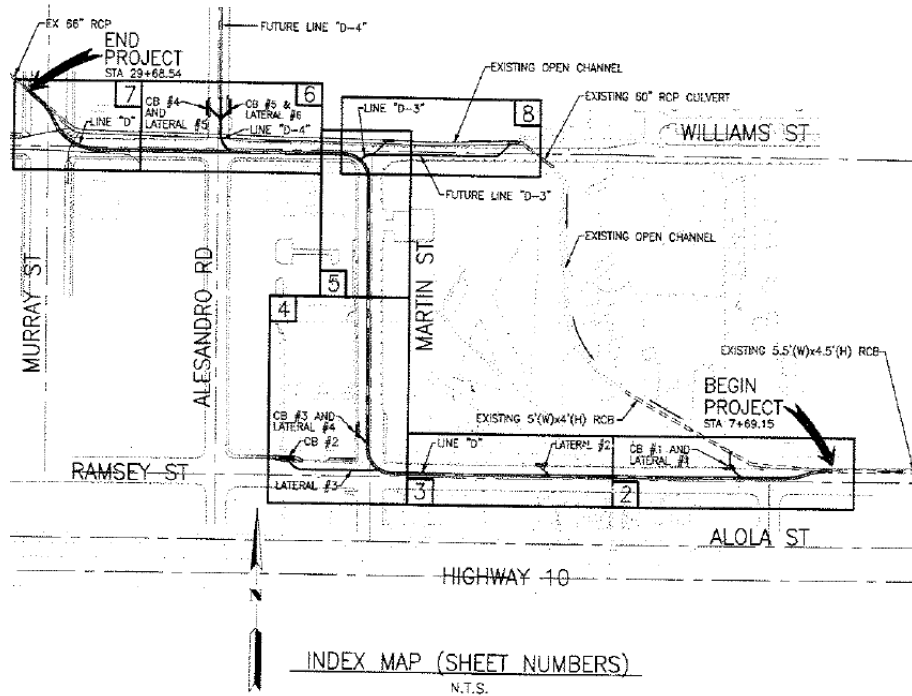 EX 66" RCP
FUTURE LINE "D-4"
END
PROJECT
STA 29+68.54
7
6
CB #4
AND
LATERAL #5
CB #5 &
LATERAL #6
LINE "D"
LINE "D-4"
LINE "D-3"
EXISTING OPEN CHANNEL
8
EXISTING 60" RCP CULVERT
WILLIAMS ST
FUTURE LINE "D-3"
EXISTING OPEN CHANNEL
MURRAY ST
ALESANDRO RD
MARTIN ST
5
4
EXISTING 5.5'(W)x4.5'(H) RCB
BEGIN
PROJECT
STA 7+69.15
EXISTING 5'(W)x4'(H) RCB
CB #3 AND
LATERAL #4
CB #2
LINE "D"
LATERAL #2
CB #1 AND
LATERAL #1
RAMSEY ST
LATERAL #3
3
2
ALOLA ST
HIGHWAY 10
N
INDEX MAP (SHEET NUMBERS)
N.T.S.